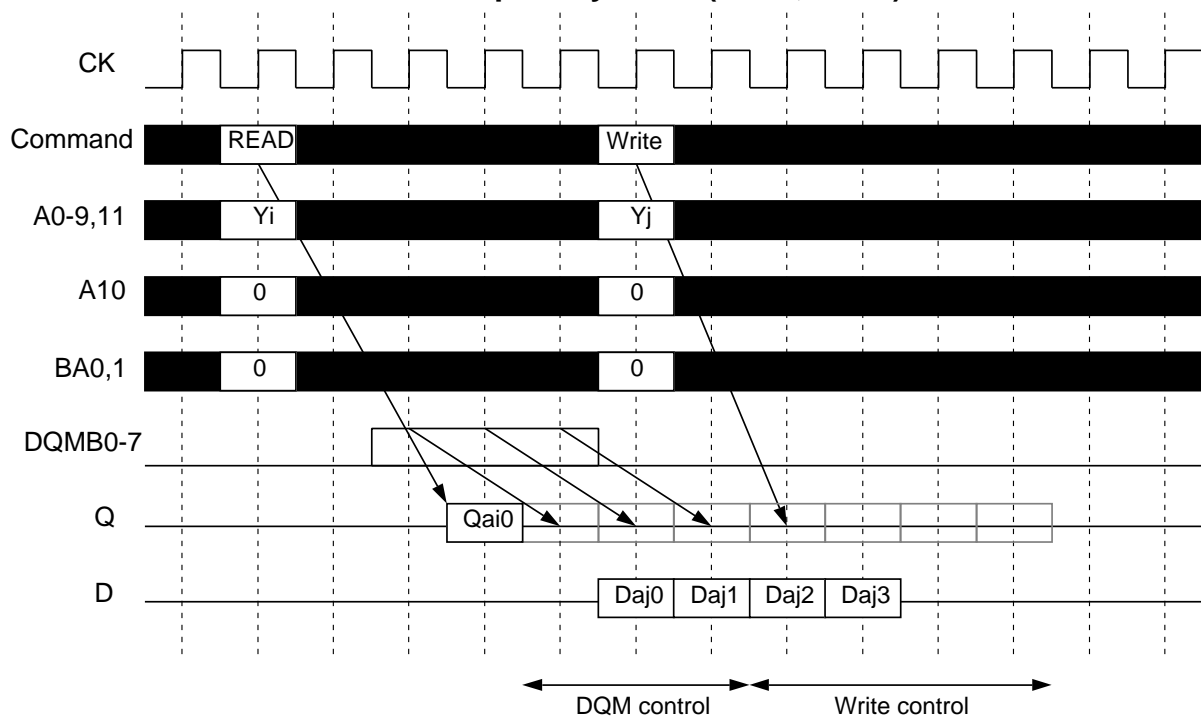 CK
Command READ Write
A0-9,11 Yi Yj
A10 0 0
BA0,1 0 0
DQMB0-7
Q Qai0
D Daj0 Daj1 Daj2 Daj3
DQM control Write control